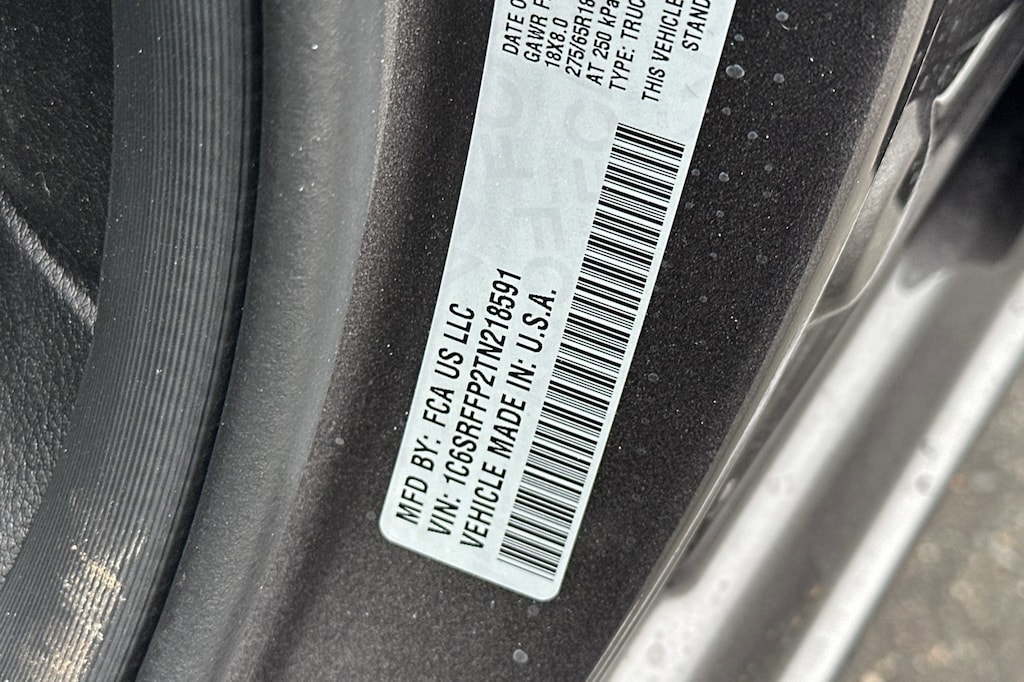 MFD BY: FCA US LLC
VIN: 1C6SRFFP2TN218591
VEHICLE MADE IN: U.S.A.
DATE O
GAWR F
18X8.0
275/65R18
AT 250 kPa
TYPE: TRUC
THIS VEHICLE
STAND